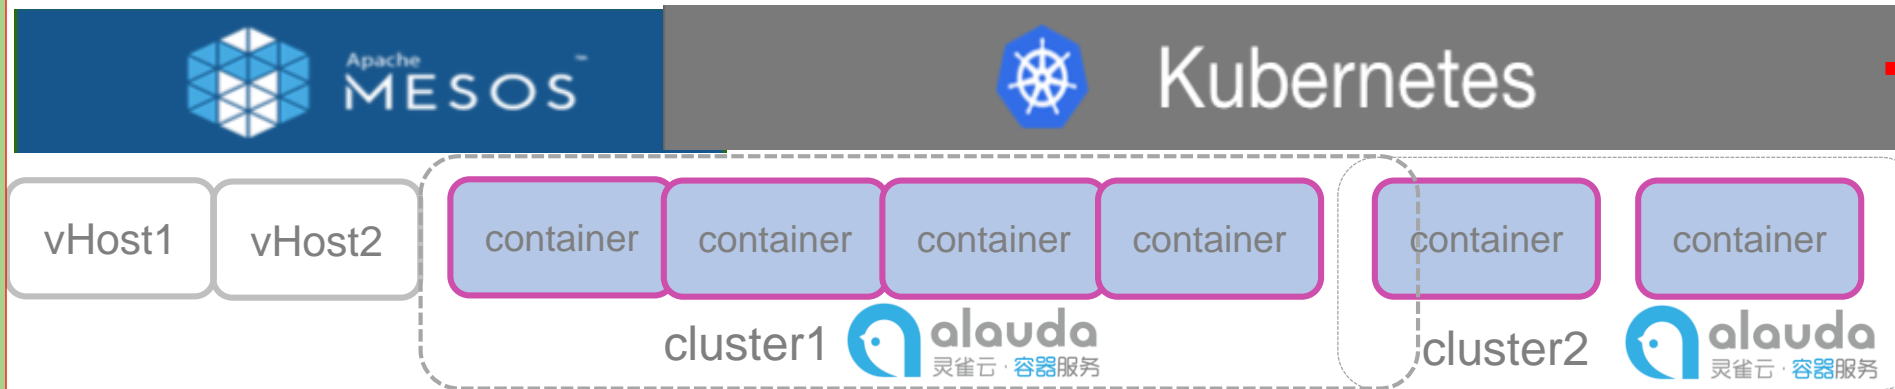 Apache
MESOS™
Kubernetes
vHost1
vHost2
container
container
container
container
container
container
cluster1
alauda
灵雀云·容器服务
cluster2
alauda
灵雀云·容器服务